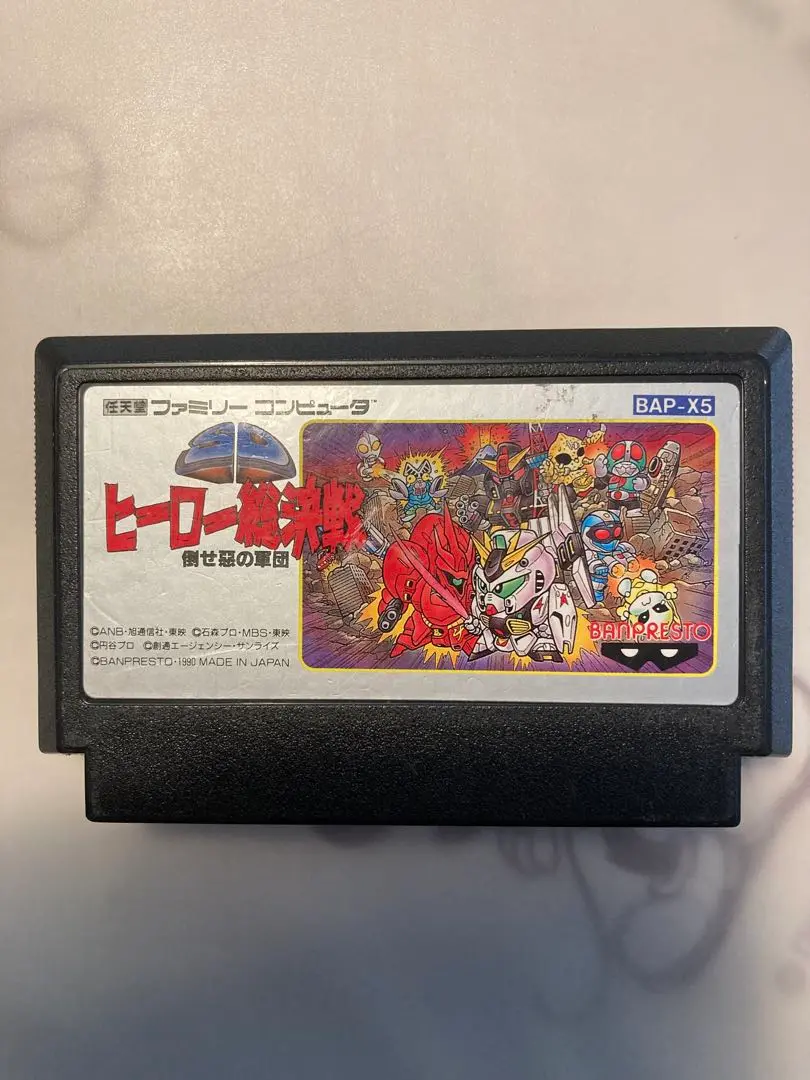 任天堂 ファミリー コンピュータ™
BAP-X5
ヒーロー総決戦
倒せ悪の軍団
©ANB・旭通信社・東映 ©石森プロ・MBS・東映
©円谷プロ ©創通エージェンシー・サンライズ
©BANPRESTO・1990 MADE IN JAPAN
BANPRESTO